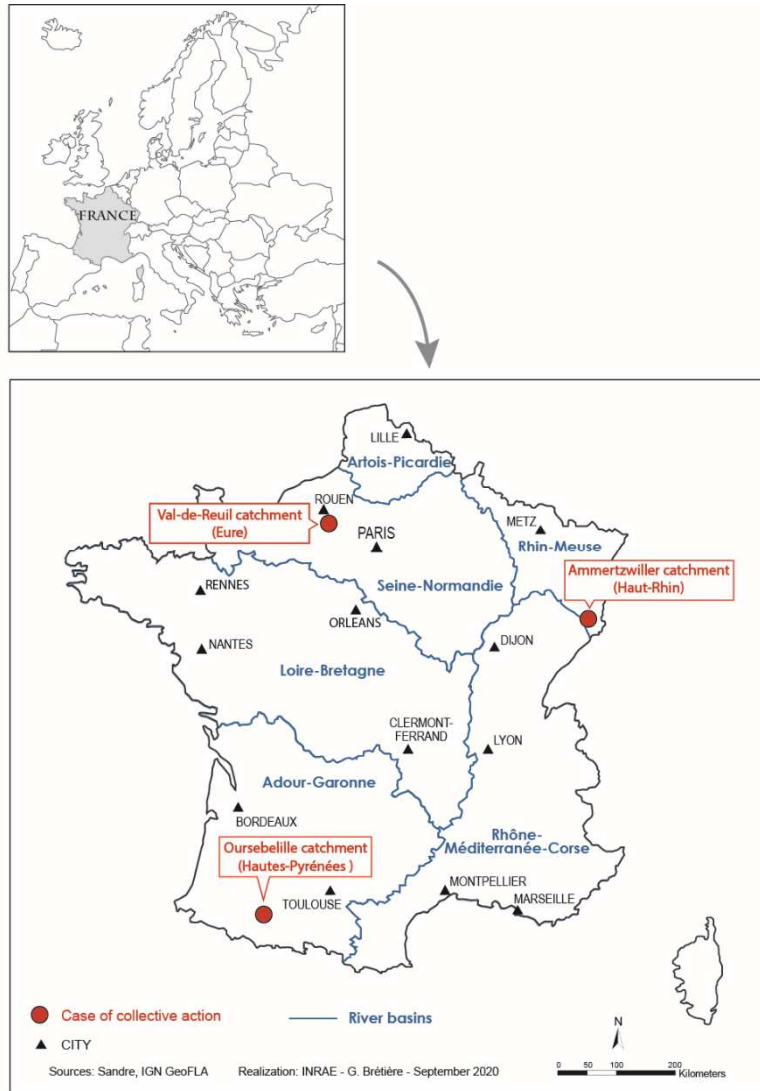 FRANCE
LILLE
Artois-Picardie
ROUEN
Val-de-Reuil catchment
(Eure)
PARIS
METZ
Rhin-Meuse
Ammertzwiller catchment
(Haut-Rhin)
Seine-Normandie
RENNES
ORLEANS
NANTES
DIJON
Loire-Bretagne
CLERMONT-
FERRAND
LYON
Adour-Garonne
BORDEAUX
Rhône-
Méditerranée-Corse
Oursebelille catchment
(Hautes-Pyrénées )
TOULOUSE
MONTPELLIER
MARSEILLE
Case of collective action
River basins
CITY
N
Sources: Sandre, IGN GeoFLA Realization: INRAE - G. Brétière - September 2020
0 50 100 200
Kilometers